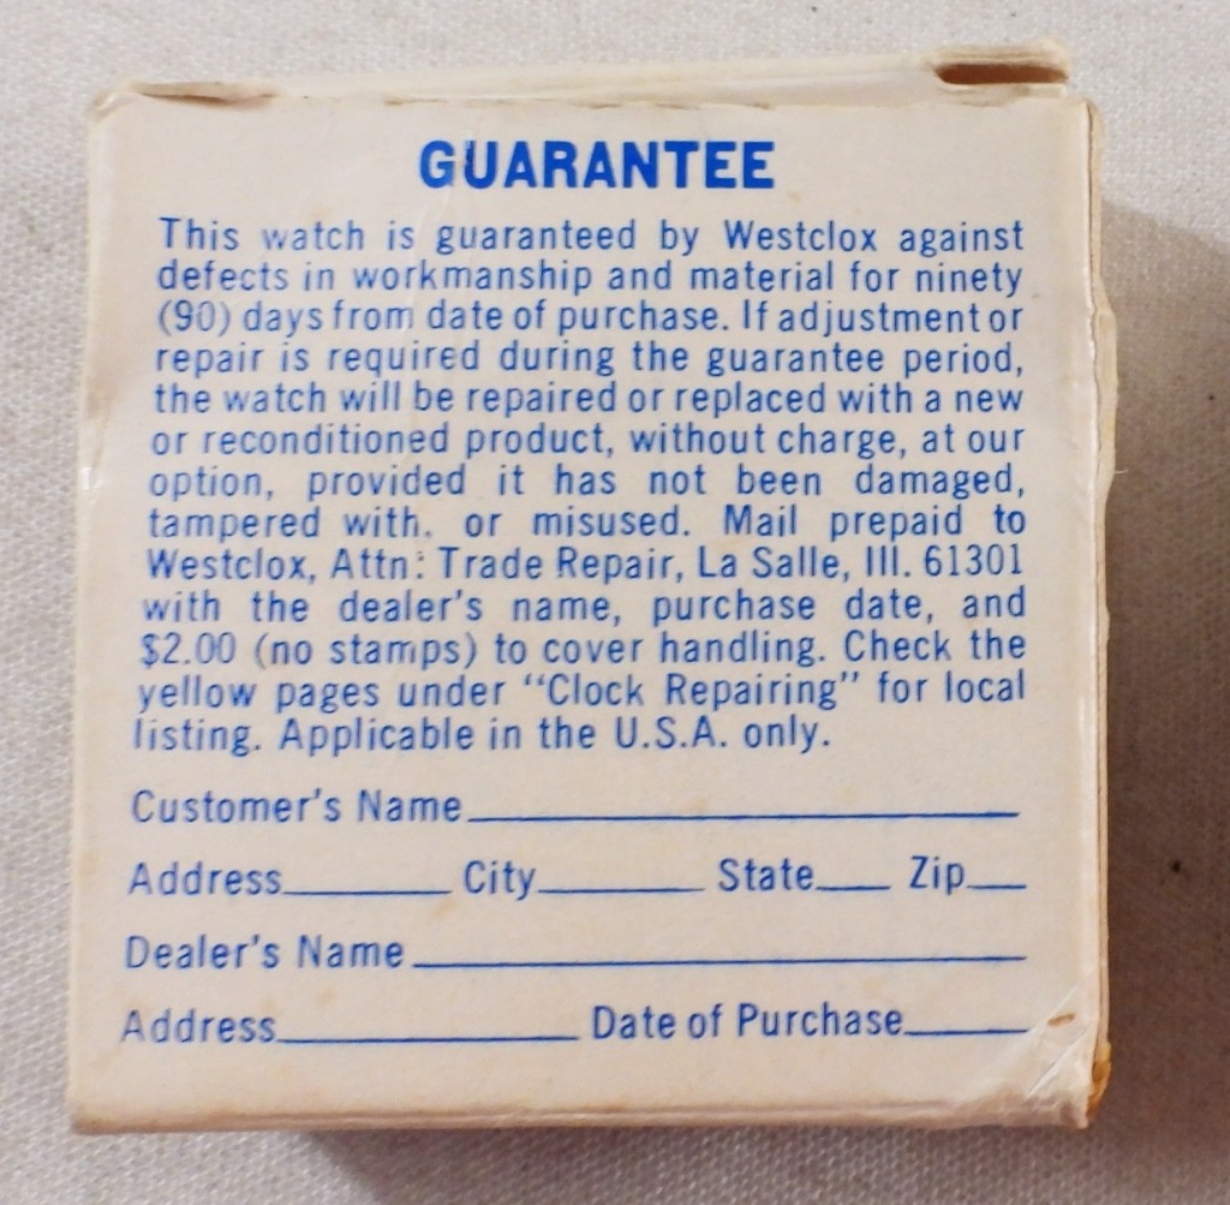 GUARANTEE
This watch is guaranteed by Westclox against
defects in workmanship and material for ninety
(90) days from date of purchase. If adjustment or
repair is required during the guarantee period,
the watch will be repaired or replaced with a new
or reconditioned product, without charge, at our
option, provided it has not been damaged,
tampered with, or misused. Mail prepaid to
Westclox, Attn: Trade Repair, La Salle, Ill. 61301
with the dealer's name, purchase date, and
$2.00 (no stamps) to cover handling. Check the
yellow pages under “Clock Repairing” for local
listing. Applicable in the U.S.A. only.
Customer's Name
Address City State Zip
Dealer's Name
Address Date of Purchase